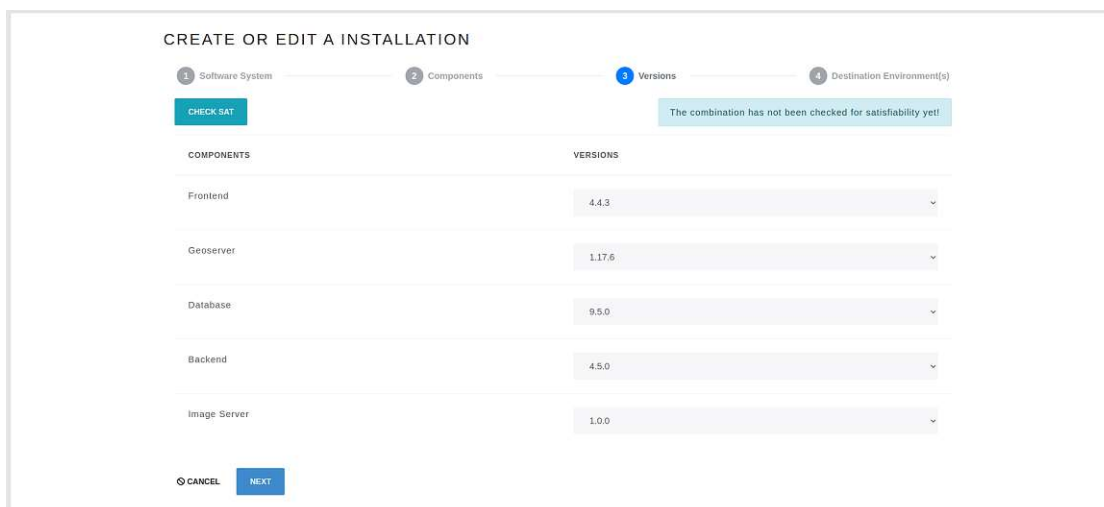 CREATE OR EDIT A INSTALLATION
1 Software System 2 Components 3 Versions 4 Destination Environment(s)
CHECK SAT The combination has not been checked for satisfiability yet!
COMPONENTS VERSIONS
Frontend 4.4.3
Geoserver 1.17.6
Database 9.5.0
Backend 4.5.0
Image Server 1.0.0
CANCEL NEXT